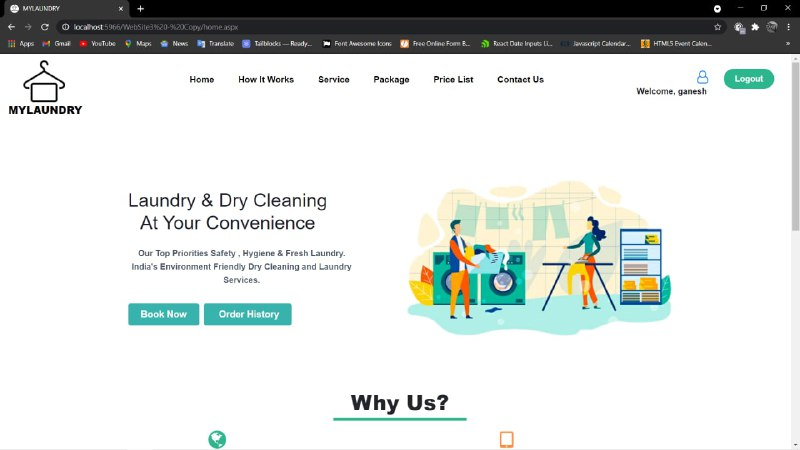 MYLAUNDRY
localhost:5966/WebSite3%20-%20Copy/home.aspx
Apps Gmail YouTube Maps News Translate Tailblocks — Ready... Font Awesome Icons Free Online Form B... React Date Inputs Li... Javascript Calendar... HTML5 Event Calen...
Home How It Works Service Package Price List Contact Us Logout
Welcome, ganesh
MYLAUNDRY
Laundry & Dry Cleaning
At Your Convenience
Our Top Priorities Safety , Hygiene & Fresh Laundry.
India's Environment Friendly Dry Cleaning and Laundry
Services.
Book Now Order History
Why Us?